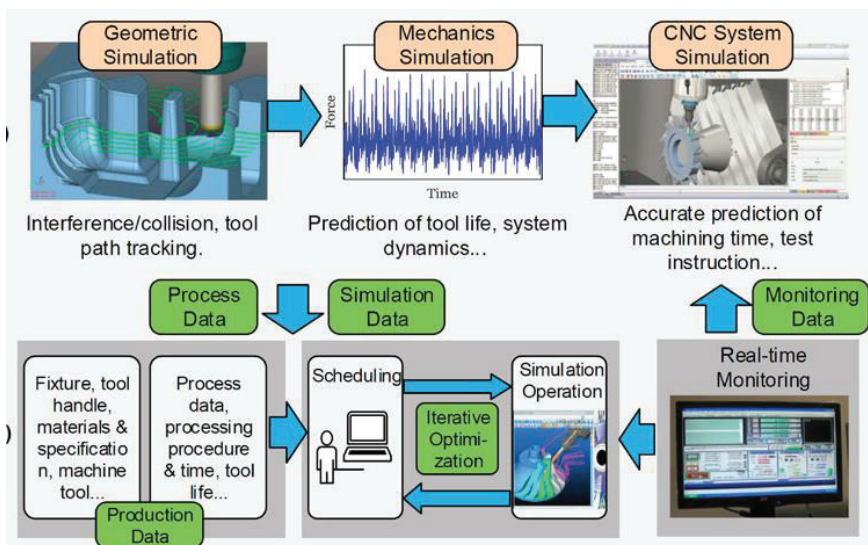 Geometric
Simulation
Mechanics
Simulation
CNC System
Simulation
Force
Time
Interference/collision, tool
path tracking.
Prediction of tool life, system
dynamics...
Accurate prediction of
machining time, test
instruction...
Process
Data
Simulation
Data
Monitoring
Data
Fixture, tool
handle,
materials &
specificatio
n, machine
tool...
Process
data,
processing
procedure
& time, tool
life...
Production
Data
Scheduling
Iterative
Optimi-
zation
Simulation
Operation
Real-time
Monitoring